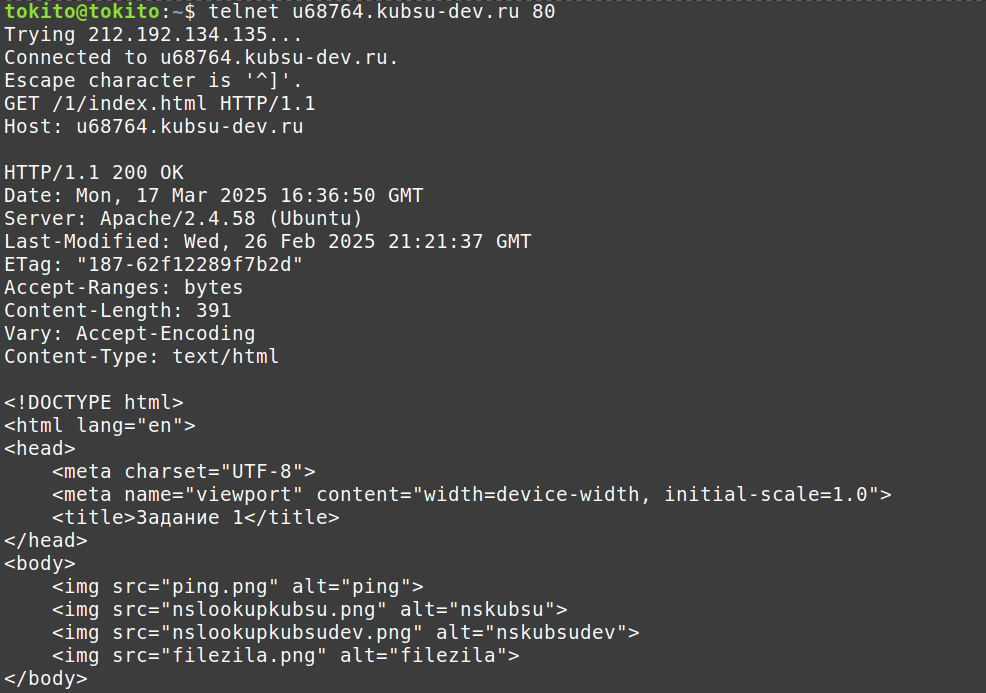 tokito@tokito:~$ telnet u68764.kubsu-dev.ru 80
Trying 212.192.134.135...
Connected to u68764.kubsu-dev.ru.
Escape character is '^]'.
GET /1/index.html HTTP/1.1
Host: u68764.kubsu-dev.ru

HTTP/1.1 200 OK
Date: Mon, 17 Mar 2025 16:36:50 GMT
Server: Apache/2.4.58 (Ubuntu)
Last-Modified: Wed, 26 Feb 2025 21:21:37 GMT
ETag: "187-62f12289f7b2d"
Accept-Ranges: bytes
Content-Length: 391
Vary: Accept-Encoding
Content-Type: text/html

<!DOCTYPE html>
<html lang="en">
<head>
    <meta charset="UTF-8">
    <meta name="viewport" content="width=device-width, initial-scale=1.0">
    <title>Задание 1</title>
</head>
<body>
    <img src="ping.png" alt="ping">
    <img src="nslookupkubsu.png" alt="nskubsu">
    <img src="nslookupkubsudev.png" alt="nskubsudev">
    <img src="filezila.png" alt="filezila">
</body>